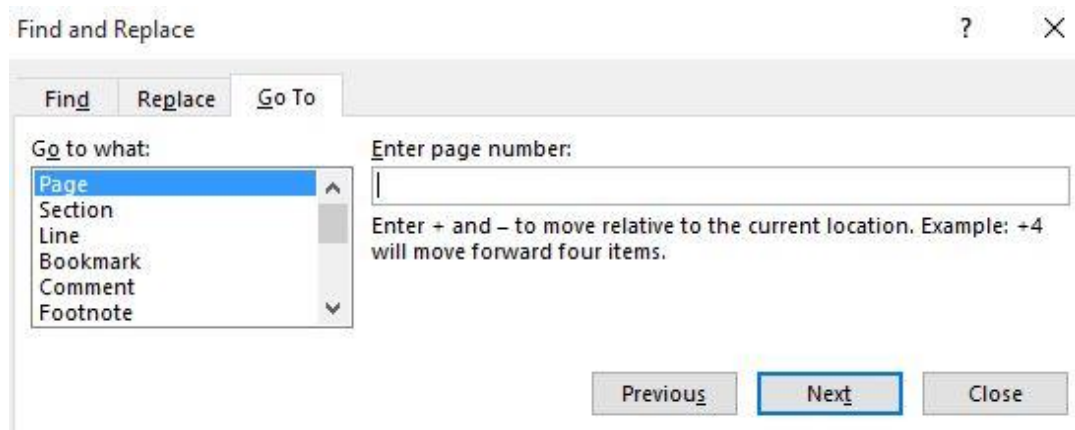 Find and Replace ?
Find Replace Go To
Go to what: Enter page number:
Page
Section
Line
Bookmark
Comment
Footnote
Enter + and – to move relative to the current location. Example: +4
will move forward four items.
Previous Next Close